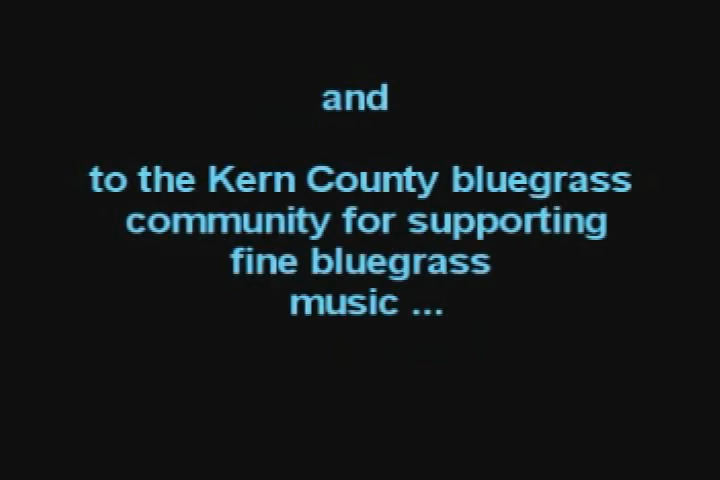 and
to the Kern County bluegrass
community for supporting
fine bluegrass
music ...